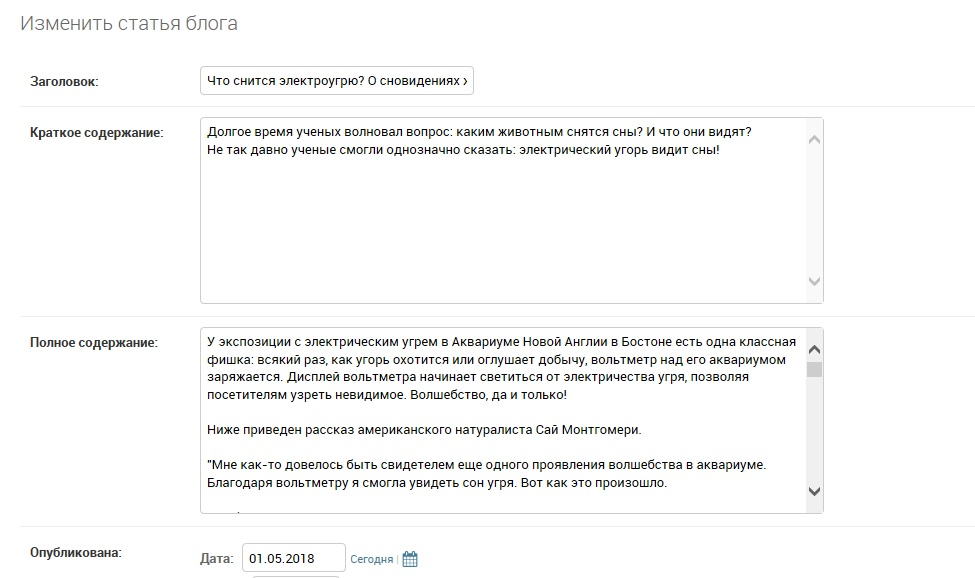 Изменить статья блога
Заголовок:
Что снится электроугрю? О сновидениях
Краткое содержание:
Долгое время ученых волновал вопрос: каким животным снятся сны? И что они видят?
Не так давно ученые смогли однозначно сказать: электрический угорь видит сны!
Полное содержание:
У экспозиции с электрическим угрем в Аквариуме Новой Англии в Бостоне есть одна классная
фишка: всякий раз, как угорь охотится или оглушает добычу, вольтметр над его аквариумом
заряжается. Дисплей вольтметра начинает светиться от электричества угря, позволяя
посетителям узреть невидимое. Волшебство, да и только!
Ниже приведен рассказ американского натуралиста Сай Монтгомери.
"Мне как-то довелось быть свидетелем еще одного проявления волшебства в аквариуме.
Благодаря вольтметру я смогла увидеть сон угря. Вот как это произошло.
Опубликована:
Дата: 01.05.2018 Сегодня |